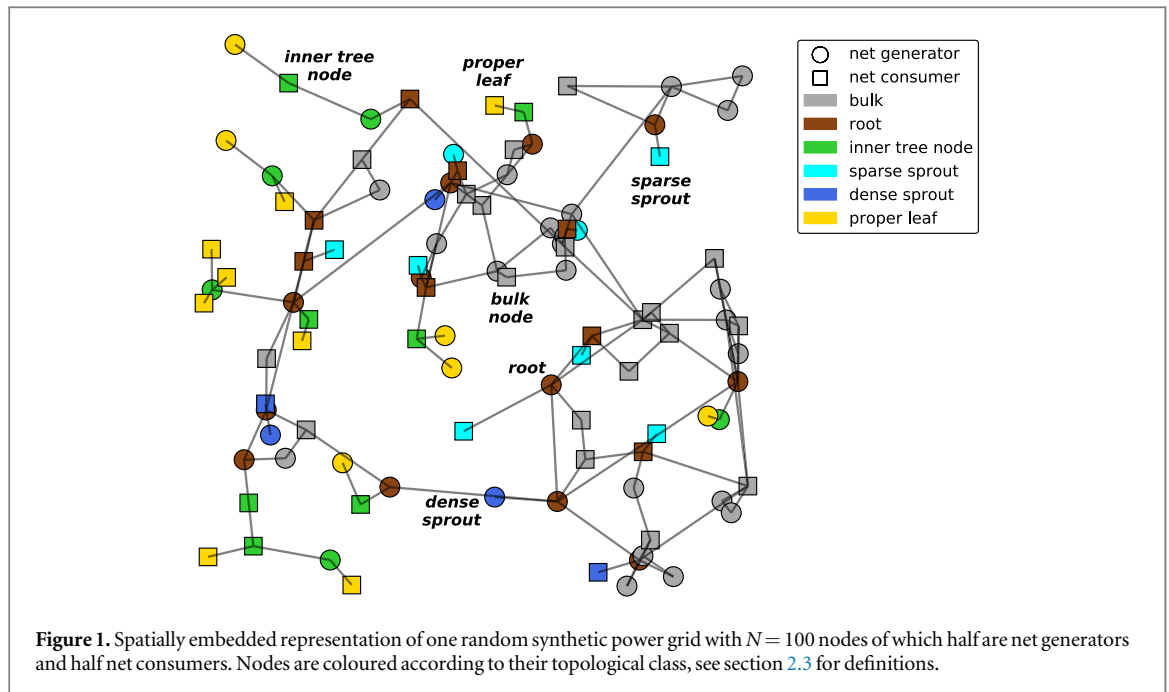 inner tree
node
proper
leaf
sparse
sprout
bulk
node
root
dense
sprout
net generator
net consumer
bulk
root
inner tree node
sparse sprout
dense sprout
proper leaf
Figure 1. Spatially embedded representation of one random synthetic power grid with N = 100 nodes of which half are net generators
and half net consumers. Nodes are coloured according to their topological class, see section 2.3 for definitions.